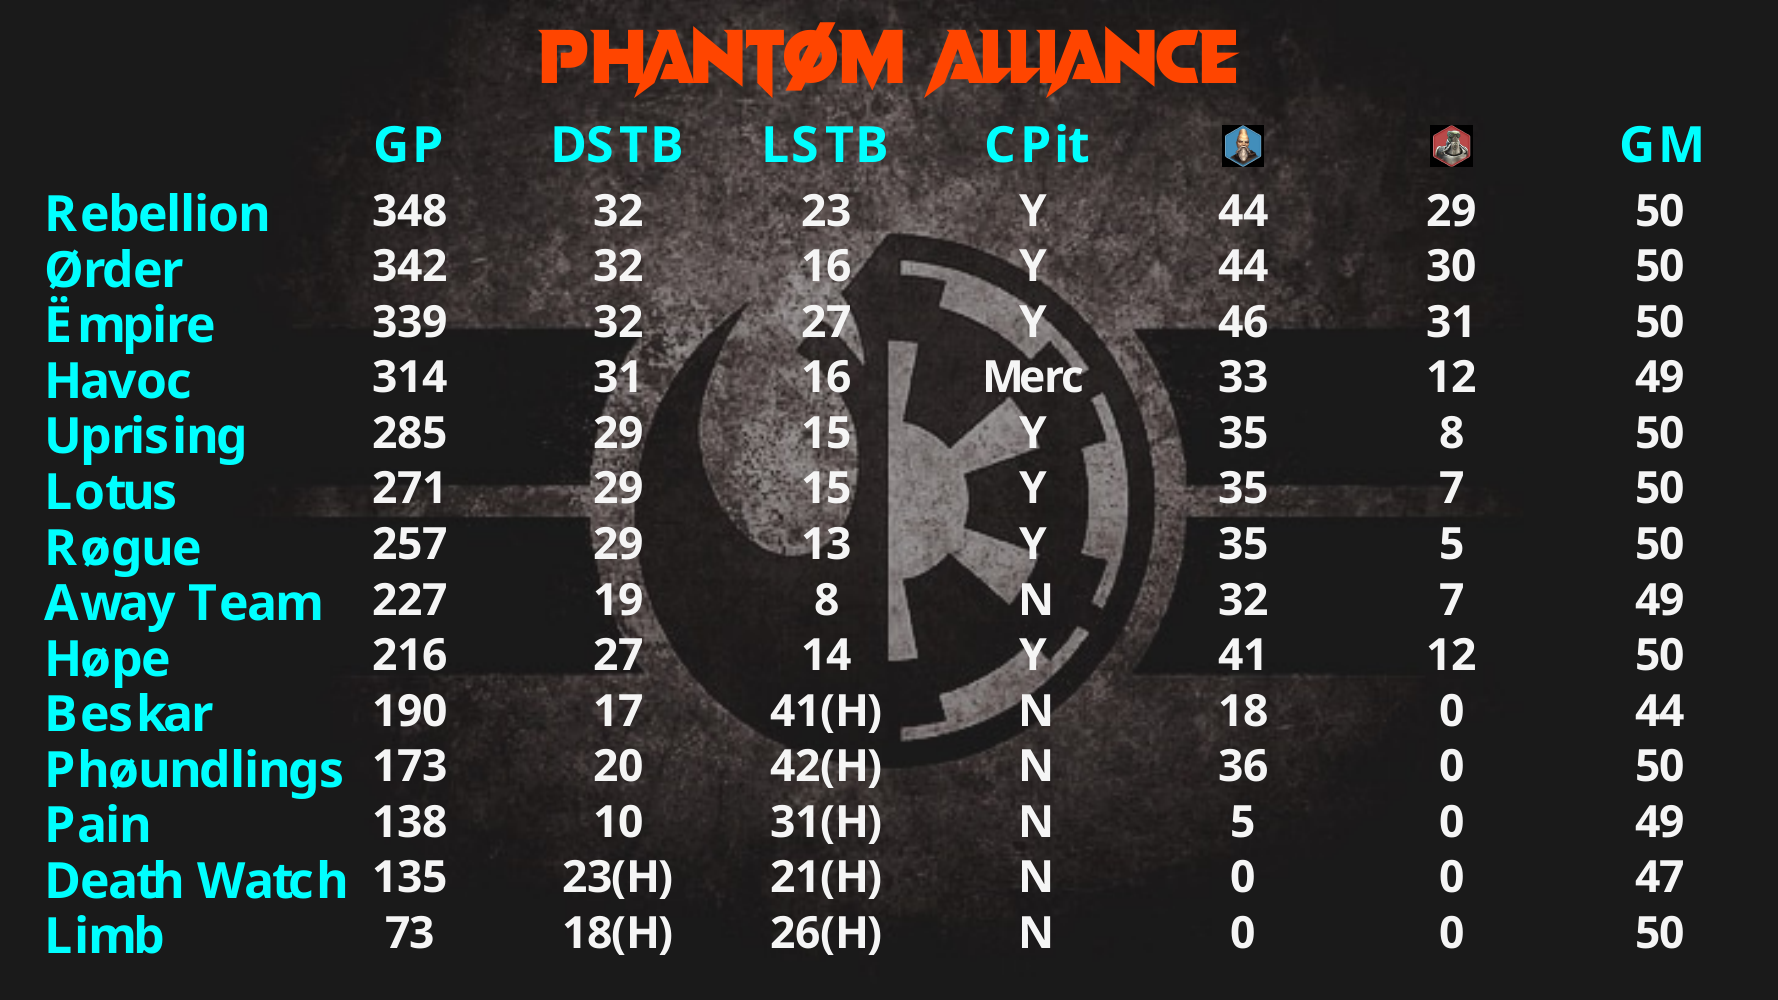 PHANTØM ALLIANCE
GP DSTB LSTB CPit GM
Rebellion 348 32 23 Y 44 29 50
Ørder 342 32 16 Y 44 30 50
Ëmpire 339 32 27 Y 46 31 50
Havoc 314 31 16 Merc 33 12 49
Uprising 285 29 15 Y 35 8 50
Lotus 271 29 15 Y 35 7 50
Røgue 257 29 13 Y 35 5 50
Away Team 227 19 8 N 32 7 49
Høpe 216 27 14 Y 41 12 50
Beskar 190 17 41(H) N 18 0 44
Phøundlings 173 20 42(H) N 36 0 50
Pain 138 10 31(H) N 5 0 49
Death Watch 135 23(H) 21(H) N 0 0 47
Limb 73 18(H) 26(H) N 0 0 50